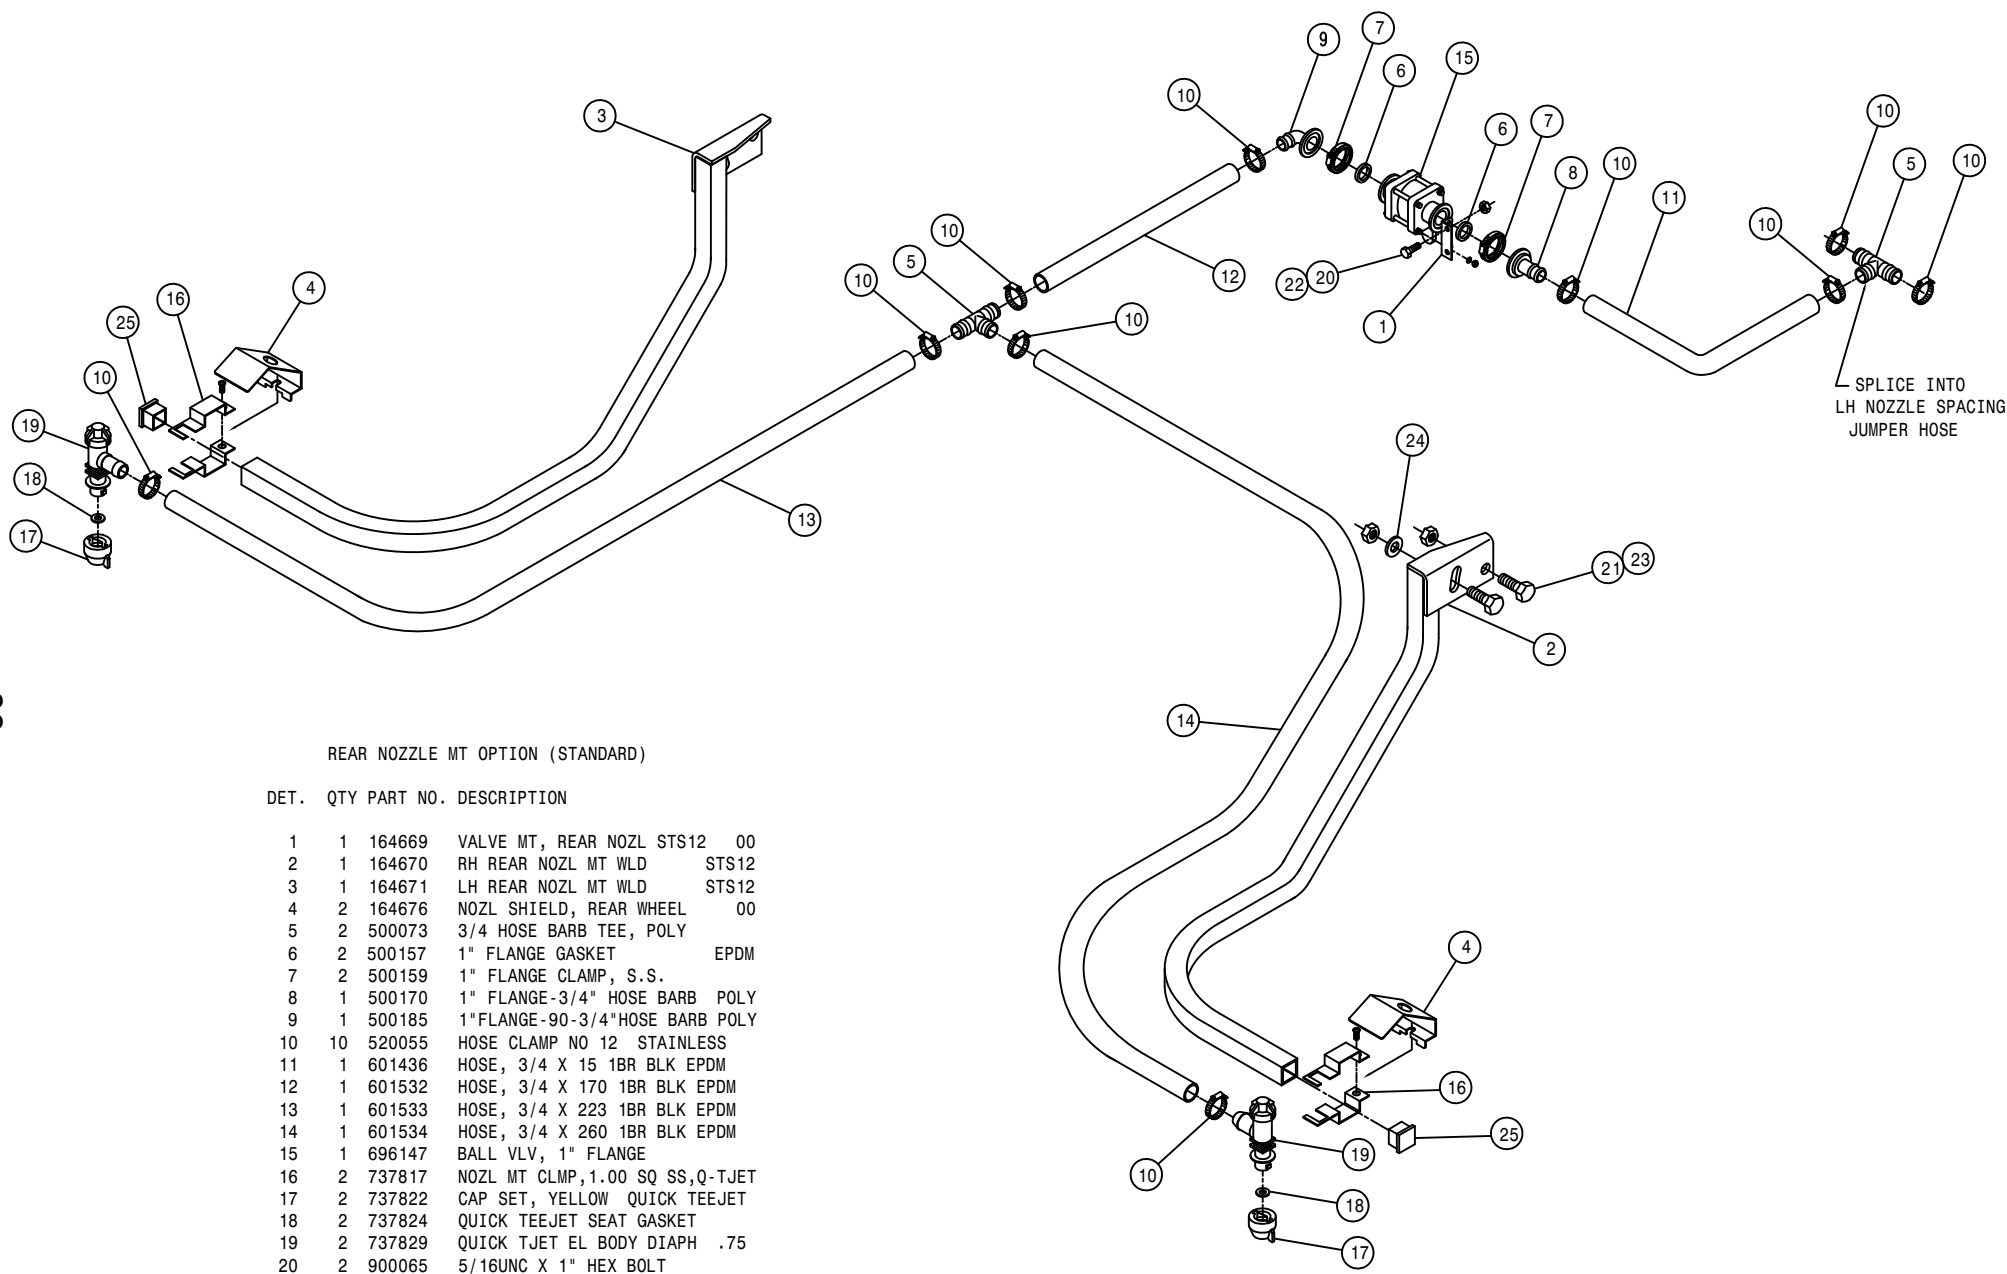 9
7
6
15
10
3
6
7
10
10
10
8
5
11
10
10
12
5
10
22
20
16
4
10
1
25
10
10
SPLICE INTO
LH NOZZLE SPACING
JUMPER HOSE
19
24
18
13
17
21
23
2
14
REAR NOZZLE MT OPTION (STANDARD)
DET. QTY PART NO. DESCRIPTION
1 1 164669 VALVE MT, REAR NOZL STS12 00
2 1 164670 RH REAR NOZL MT WLD STS12
3 1 164671 LH REAR NOZL MT WLD STS12
4 2 164676 NOZL SHIELD, REAR WHEEL 00
5 2 500073 3/4 HOSE BARB TEE, POLY
6 2 500157 1" FLANGE GASKET EPDM
7 2 500159 1" FLANGE CLAMP, S.S.
8 1 500170 1" FLANGE-3/4" HOSE BARB POLY
9 1 500185 1"FLANGE-90-3/4"HOSE BARB POLY
10 10 520055 HOSE CLAMP NO 12 STAINLESS
11 1 601436 HOSE, 3/4 X 15 1BR BLK EPDM
12 1 601532 HOSE, 3/4 X 170 1BR BLK EPDM
13 1 601533 HOSE, 3/4 X 223 1BR BLK EPDM
14 1 601534 HOSE, 3/4 X 260 1BR BLK EPDM
15 1 696147 BALL VLV, 1" FLANGE
16 2 737817 NOZL MT CLMP,1.00 SQ SS,Q-TJET
17 2 737822 CAP SET, YELLOW QUICK TEEJET
18 2 737824 QUICK TEEJET SEAT GASKET
19 2 737829 QUICK TJET EL BODY DIAPH .75
20 2 900065 5/16UNC X 1" HEX BOLT
4
16
25
19
10
18
17